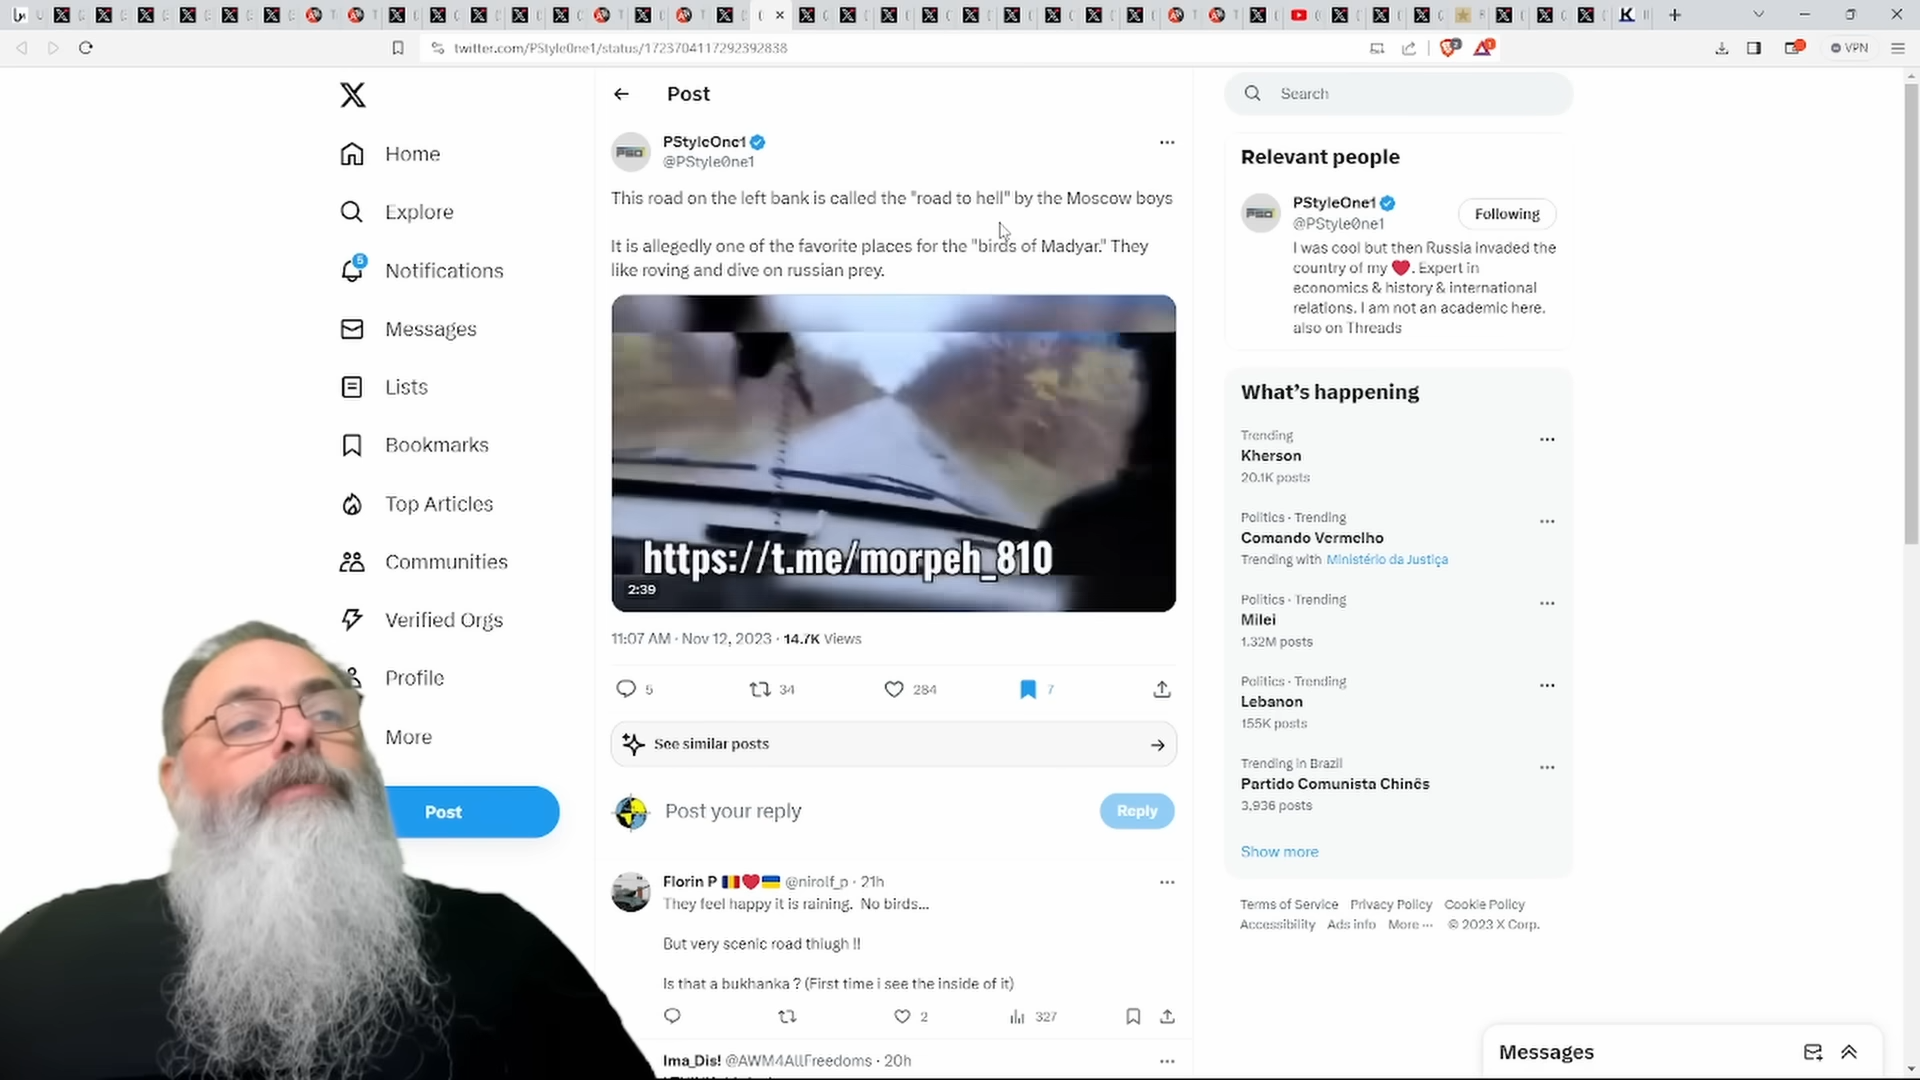 twitter.com/PStyle0ne1/status/1723704117292392838
VPN
Home
Explore
5
Notifications
Messages
Lists
Bookmarks
Top Articles
Communities
Verified Orgs
Profile
More
Post
Post
PStyleOne1
@PStyle0ne1
This road on the left bank is called the "road to hell" by the Moscow boys
It is allegedly one of the favorite places for the "birds of Madyar." They
like roving and dive on russian prey.
https://t.me/morpeh_810
2:39
11:07 AM · Nov 12, 2023 · 14.7K Views
5 34 284 7
See similar posts
Post your reply
Reply
Florin P @nirolf_p · 21h
They feel happy it is raining. No birds...
But very scenic road thiugh !!
Is that a bukhanka ? (First time i see the inside of it)
2 327
Ima_Dis! @AWM4AllFreedoms · 20h
Search
Relevant people
PStyleOne1
@PStyle0ne1
Following
I was cool but then Russia invaded the
country of my ❤️. Expert in
economics & history & international
relations. I am not an academic here.
also on Threads
What's happening
Trending
Kherson
20.1K posts
Politics · Trending
Comando Vermelho
Trending with Ministério da Justiça
Politics · Trending
Milei
1.32M posts
Politics · Trending
Lebanon
155K posts
Trending in Brazil
Partido Comunista Chinês
3,936 posts
Show more
Terms of Service Privacy Policy Cookie Policy
Accessibility Ads info More ··· © 2023 X Corp.
Messages